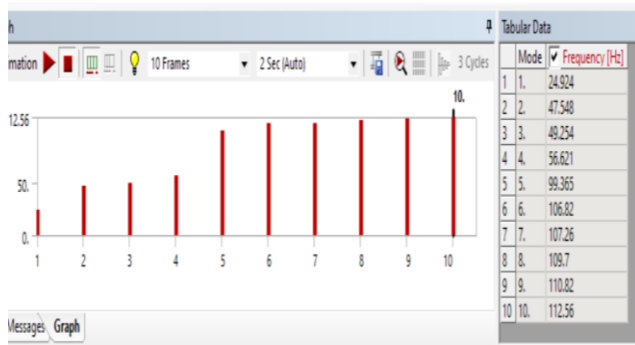 h
Tabular Data
mation 10 Frames 2 Sec (Auto) 3 Cycles
Mode Frequency [Hz]
10.
12.56
50.
0.
1 2 3 4 5 6 7 8 9 10
1 1. 24.924
2 2. 47.548
3 3. 49.254
4 4. 56.621
5 5. 99.365
6 6. 106.82
7 7. 107.26
8 8. 109.7
9 9. 110.82
10 10. 112.56
Messages Graph